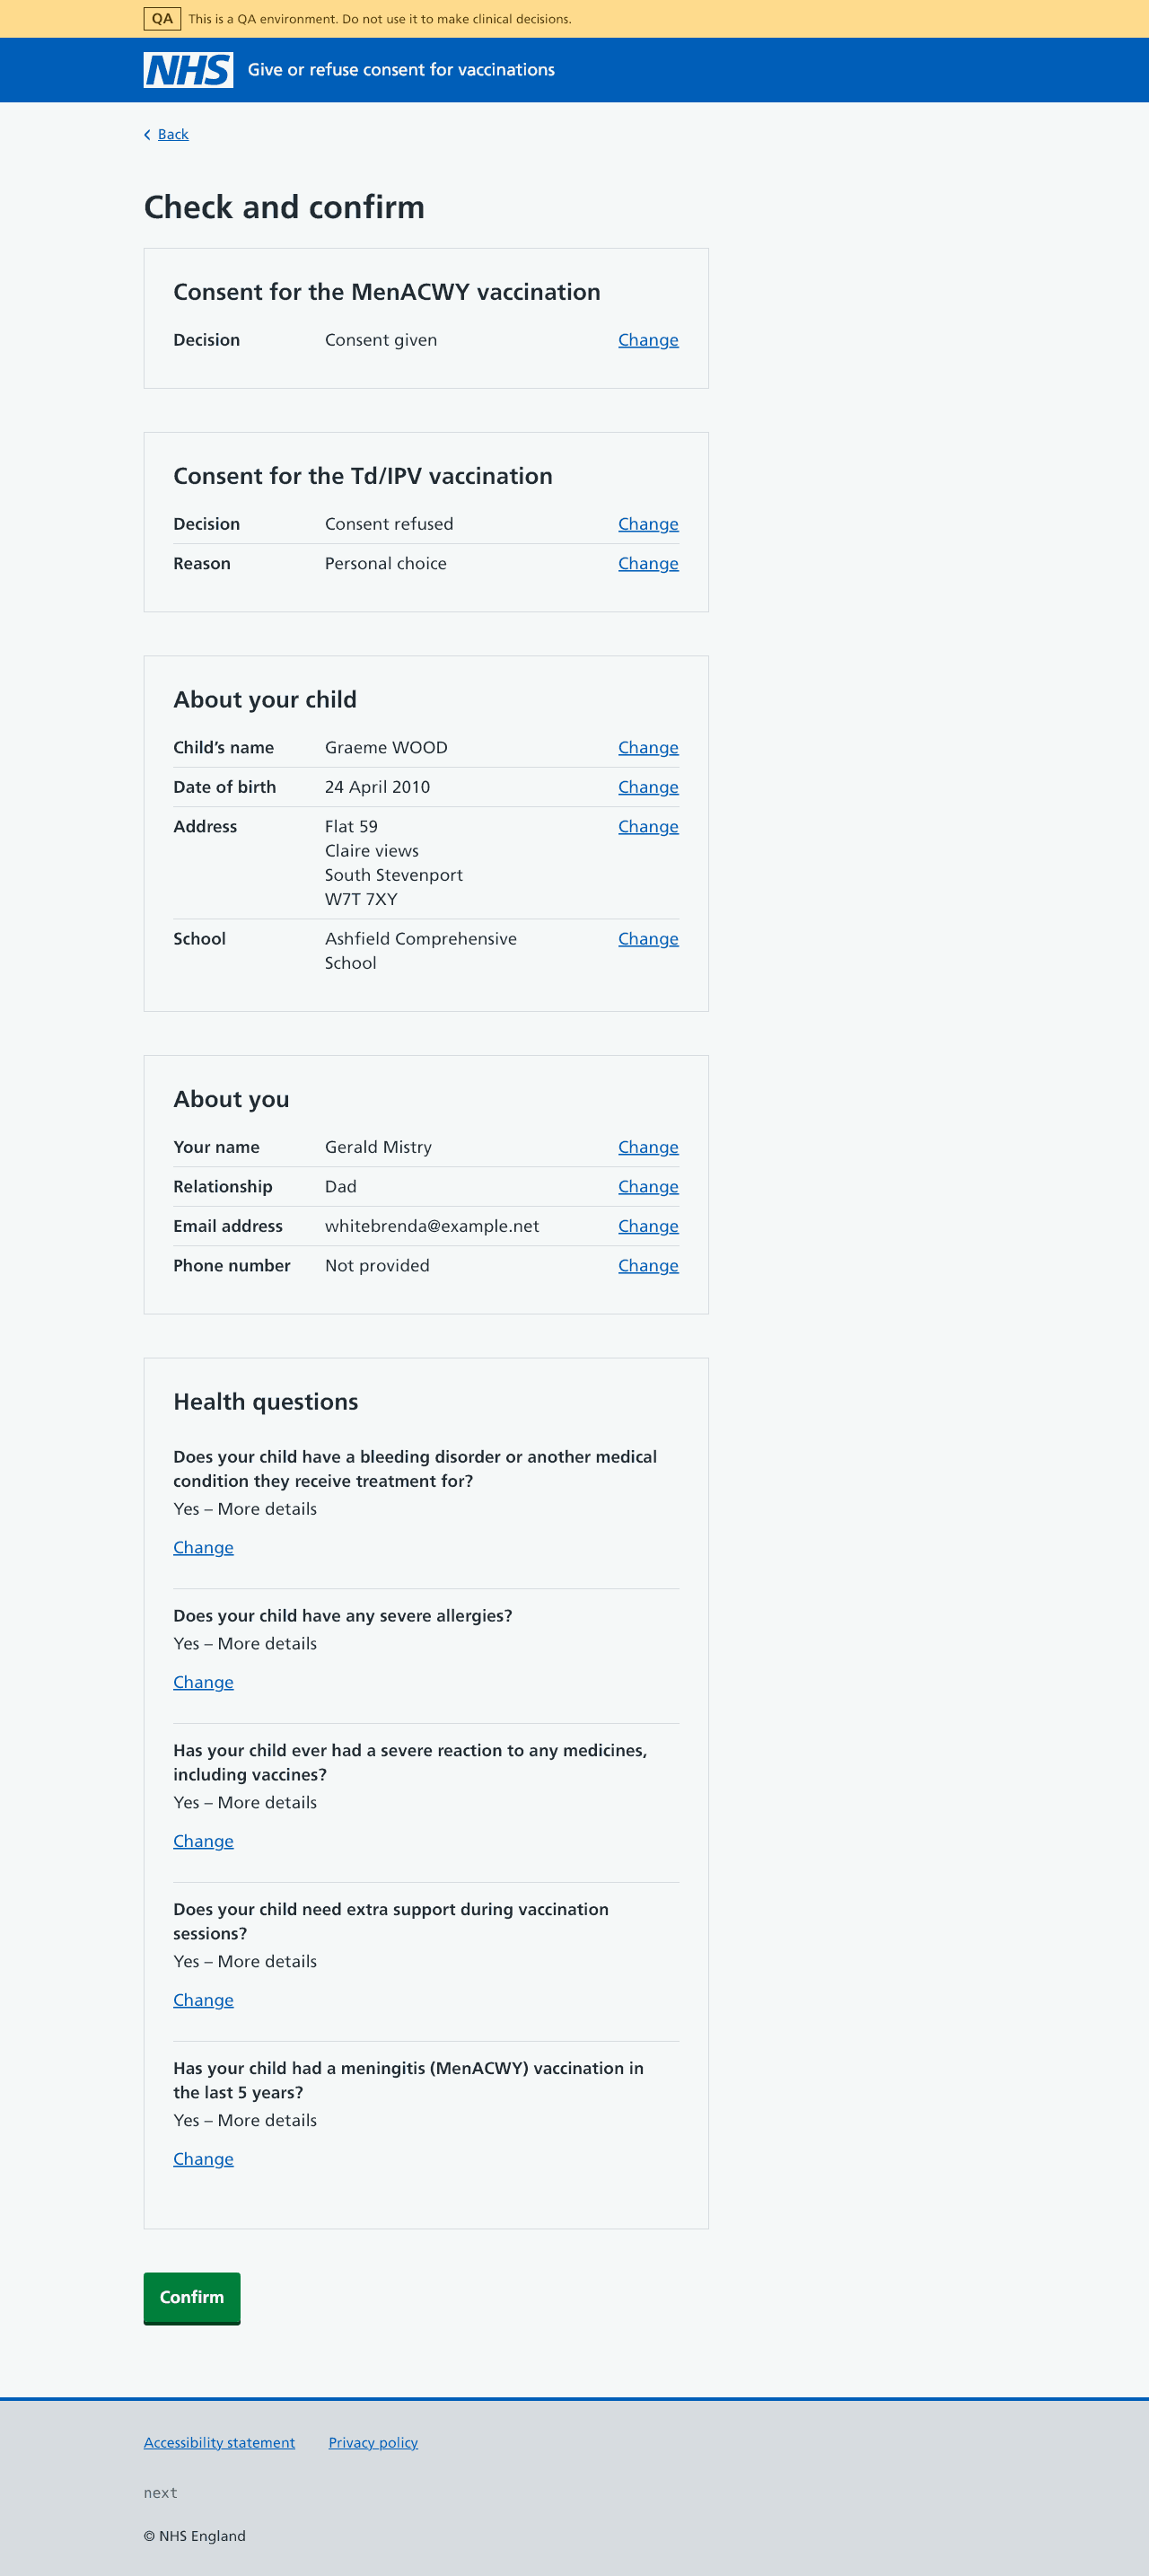 QA This is a QA environment. Do not use it to make clinical decisions.
NHS Give or refuse consent for vaccinations
Back
Check and confirm
Consent for the MenACWY vaccination
Decision Consent given Change
Consent for the Td/IPV vaccination
Decision Consent refused Change
Reason Personal choice Change
About your child
Child’s name Graeme WOOD Change
Date of birth 24 April 2010 Change
Address Flat 59 Change
Claire views
South Stevenport
W7T 7XY
School Ashfield Comprehensive Change
School
About you
Your name Gerald Mistry Change
Relationship Dad Change
Email address whitebrenda@example.net Change
Phone number Not provided Change
Health questions
Does your child have a bleeding disorder or another medical
condition they receive treatment for?
Yes – More details
Change
Does your child have any severe allergies?
Yes – More details
Change
Has your child ever had a severe reaction to any medicines,
including vaccines?
Yes – More details
Change
Does your child need extra support during vaccination
sessions?
Yes – More details
Change
Has your child had a meningitis (MenACWY) vaccination in
the last 5 years?
Yes – More details
Change
Confirm
Accessibility statement Privacy policy
next
© NHS England